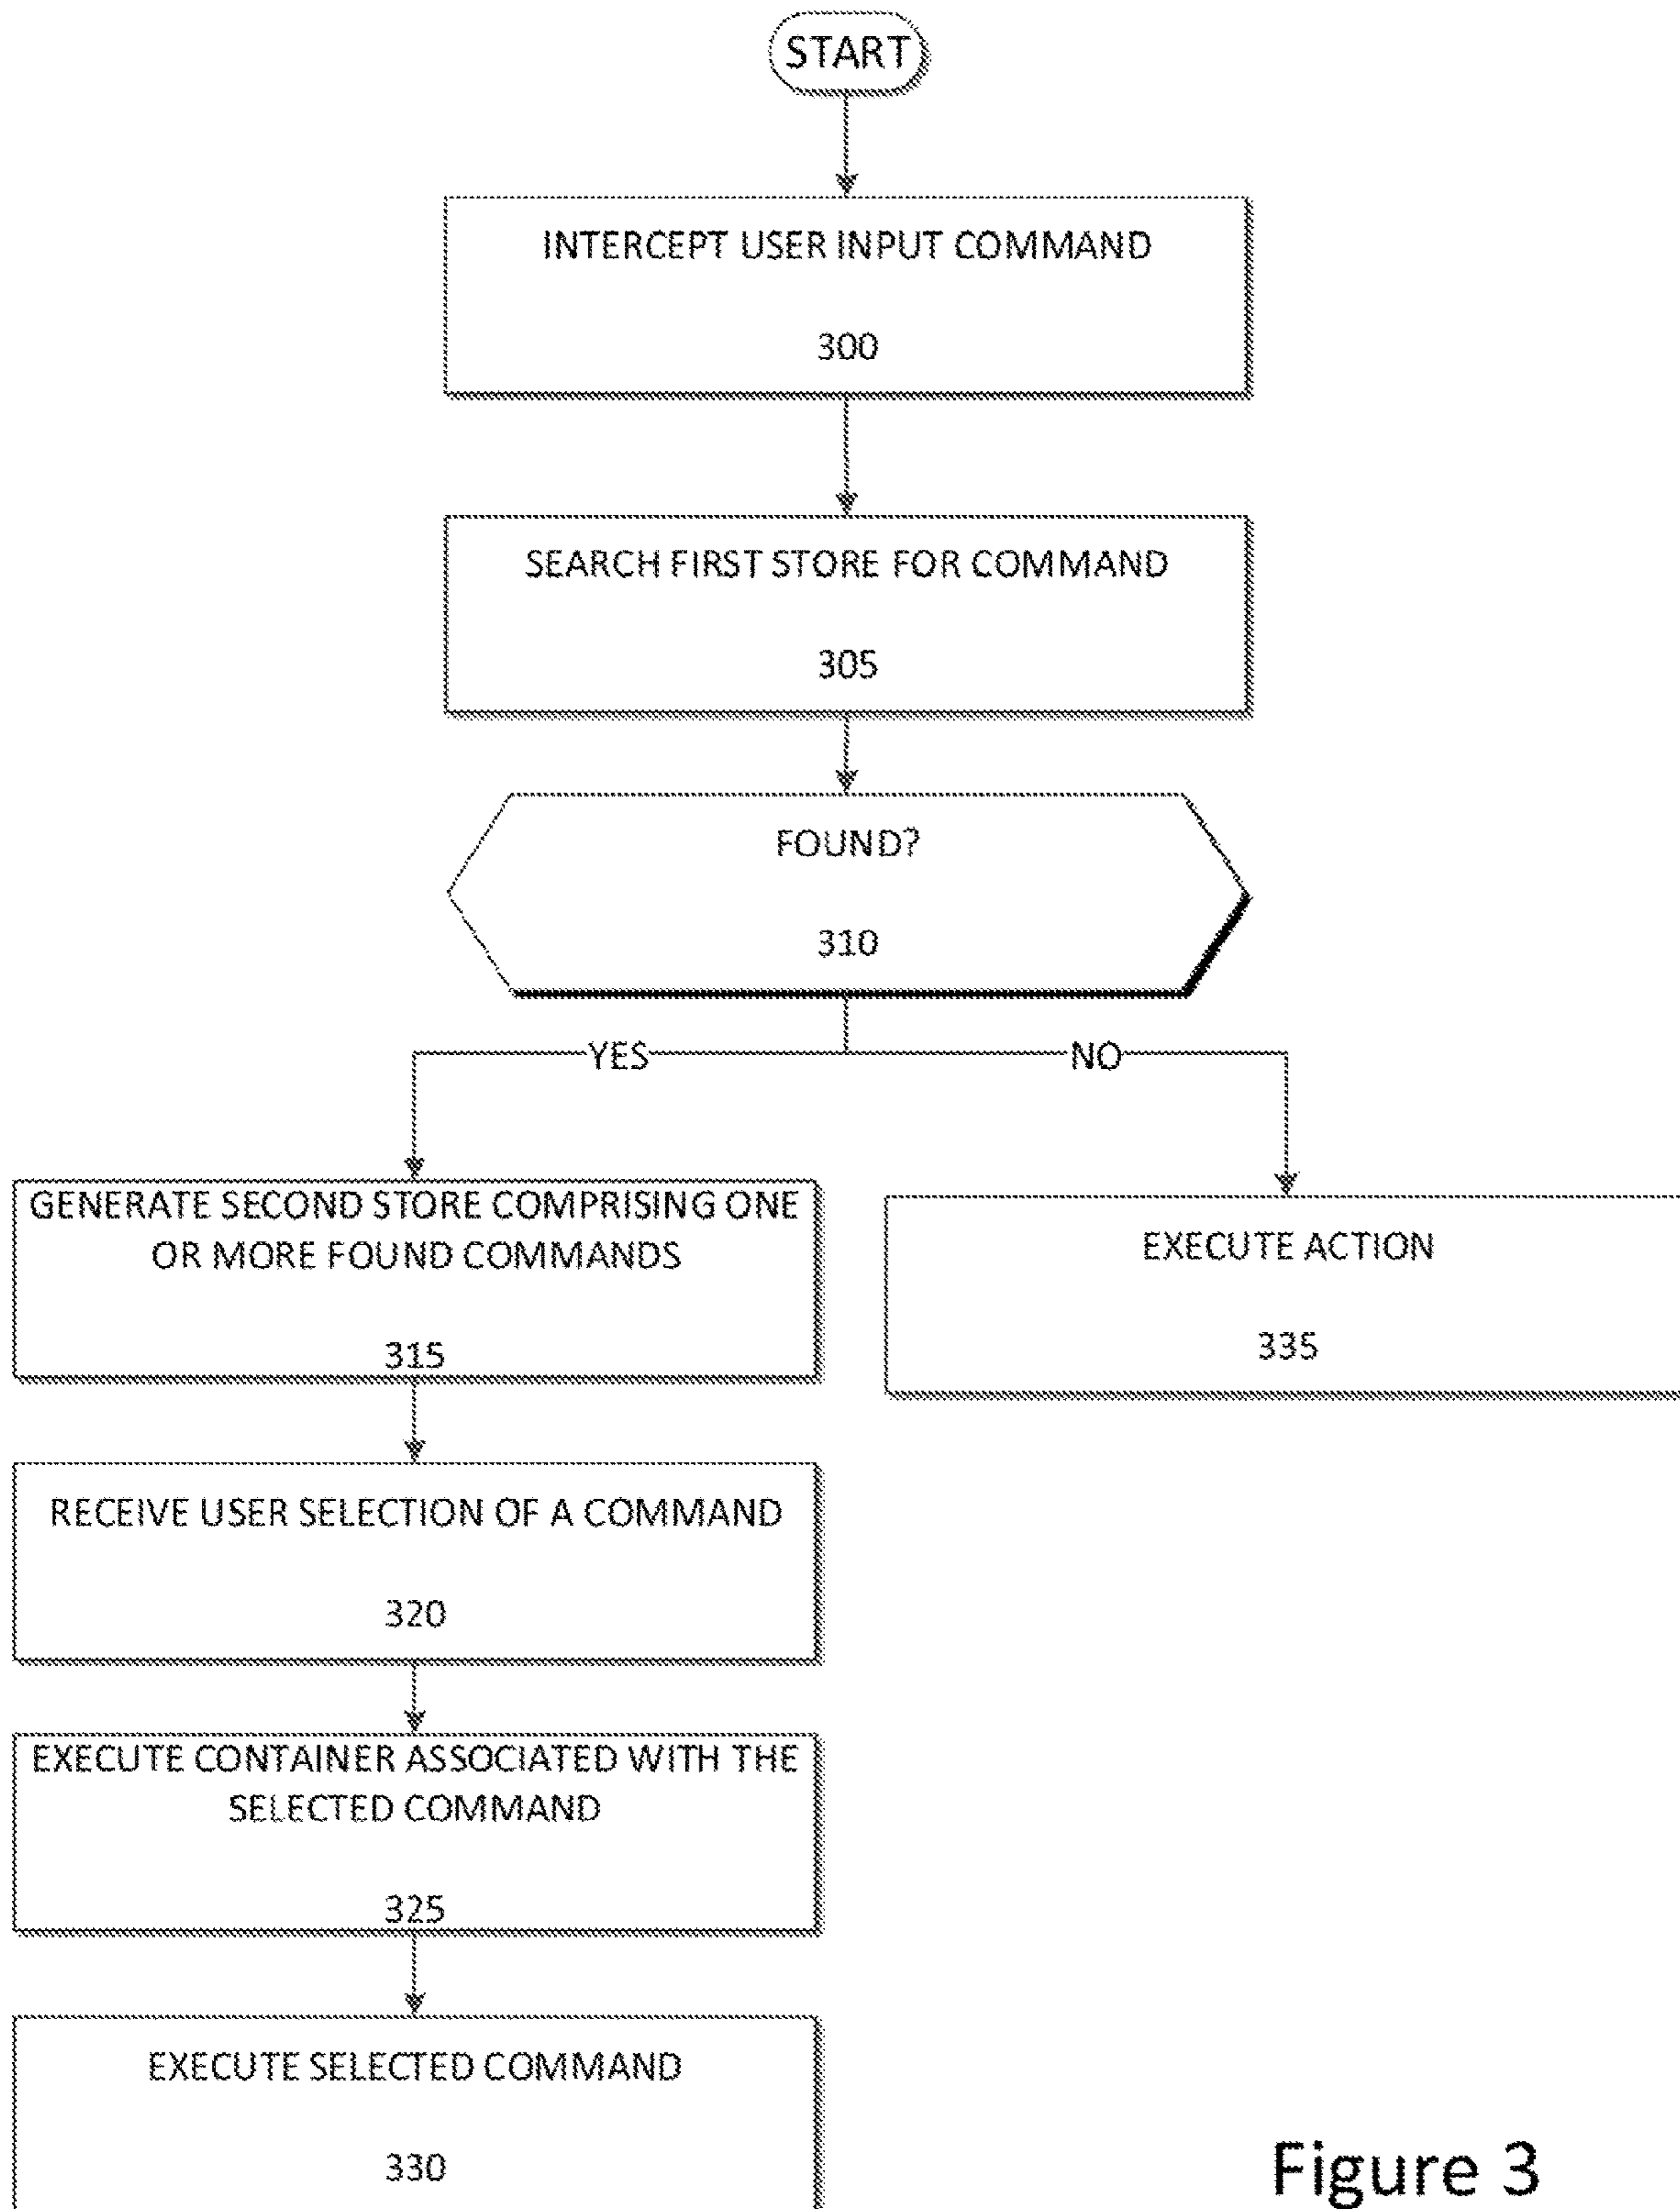 START
INTERCEPT USER INPUT COMMAND
300
SEARCH FIRST STORE FOR COMMAND
305
FOUND?
310
YES
NO
GENERATE SECOND STORE COMPRISING ONE
OR MORE FOUND COMMANDS
315
EXECUTE ACTION
335
RECEIVE USER SELECTION OF A COMMAND
320
EXECUTE CONTAINER ASSOCIATED WITH THE
SELECTED COMMAND
325
EXECUTE SELECTED COMMAND
330
Figure 3